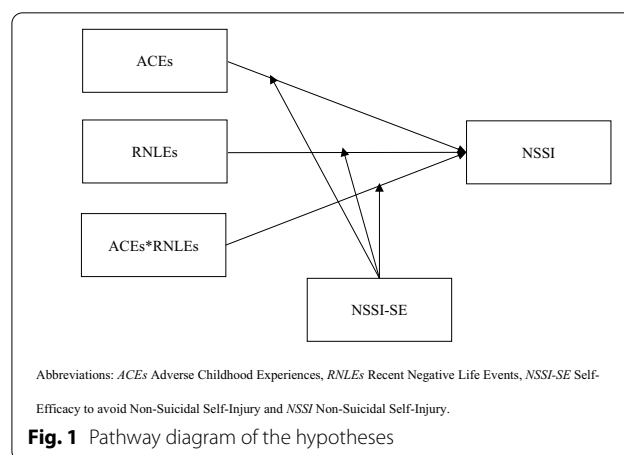 ACEs
RNLEs
NSSI
ACEs*RNLEs
NSSI-SE
Abbreviations: ACEs Adverse Childhood Experiences, RNLEs Recent Negative Life Events, NSSI-SE Self-
Efficacy to avoid Non-Suicidal Self-Injury and NSSI Non-Suicidal Self-Injury.
Fig. 1 Pathway diagram of the hypotheses